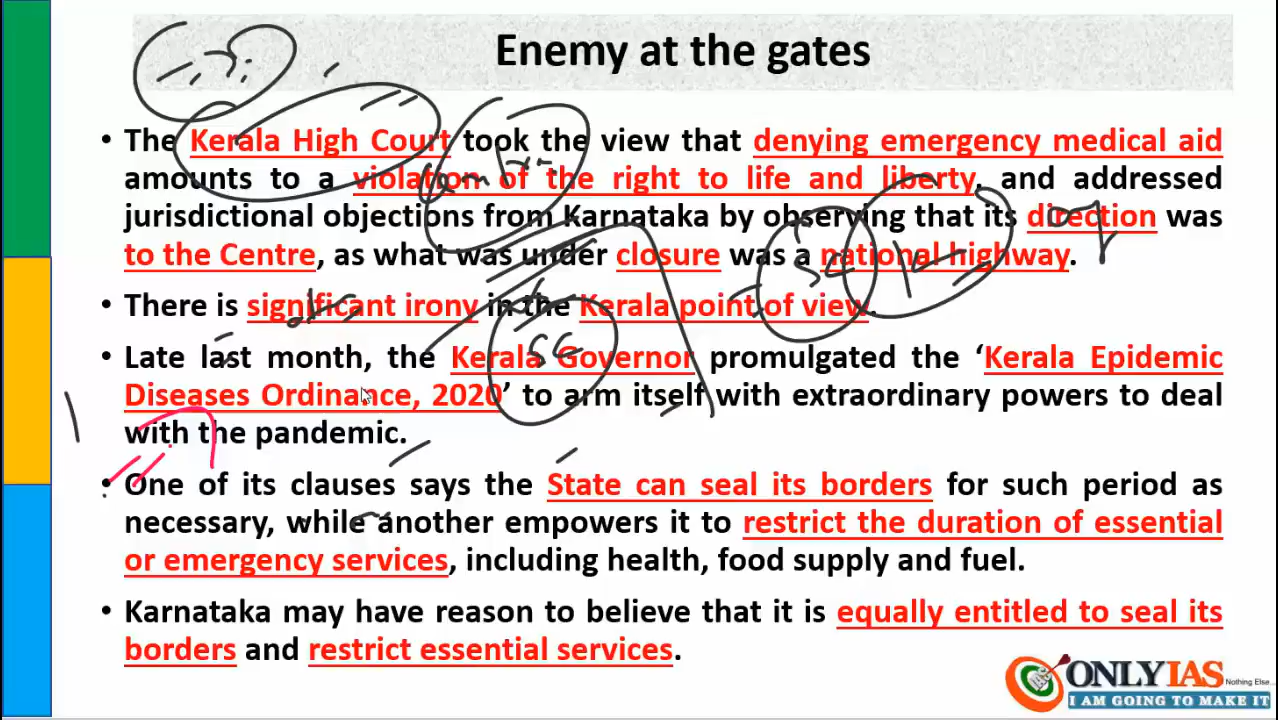 Enemy at the gates
• The Kerala High Court took the view that denying emergency medical aid
amounts to a violation of the right to life and liberty, and addressed
jurisdictional objections from Karnataka by observing that its direction was
to the Centre, as what was under closure was a national highway.
• There is significant irony in the Kerala point of view.
• Late last month, the Kerala Governor promulgated the ‘Kerala Epidemic
Diseases Ordinance, 2020’ to arm itself with extraordinary powers to deal
with the pandemic.
• One of its clauses says the State can seal its borders for such period as
necessary, while another empowers it to restrict the duration of essential
or emergency services, including health, food supply and fuel.
• Karnataka may have reason to believe that it is equally entitled to seal its
borders and restrict essential services.
SC
SC
ONLY IAS Nothing Else...
I AM GOING TO MAKE IT